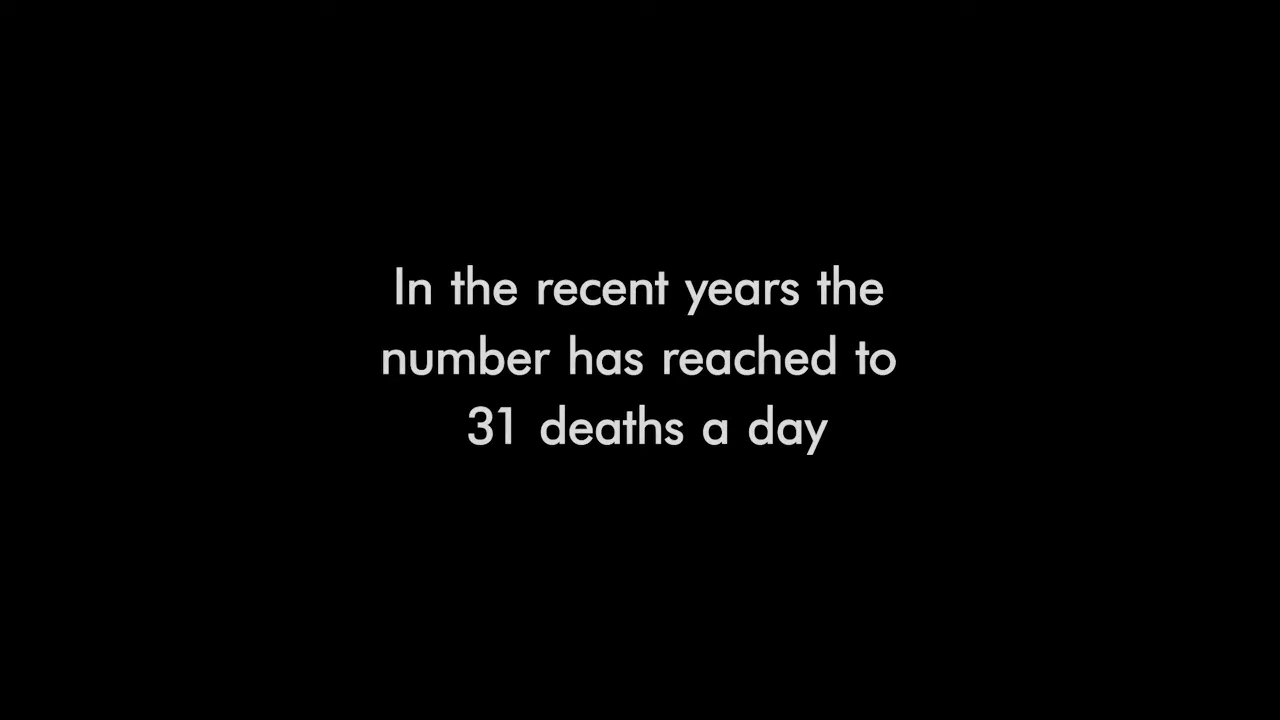 In the recent years the
number has reached to
31 deaths a day